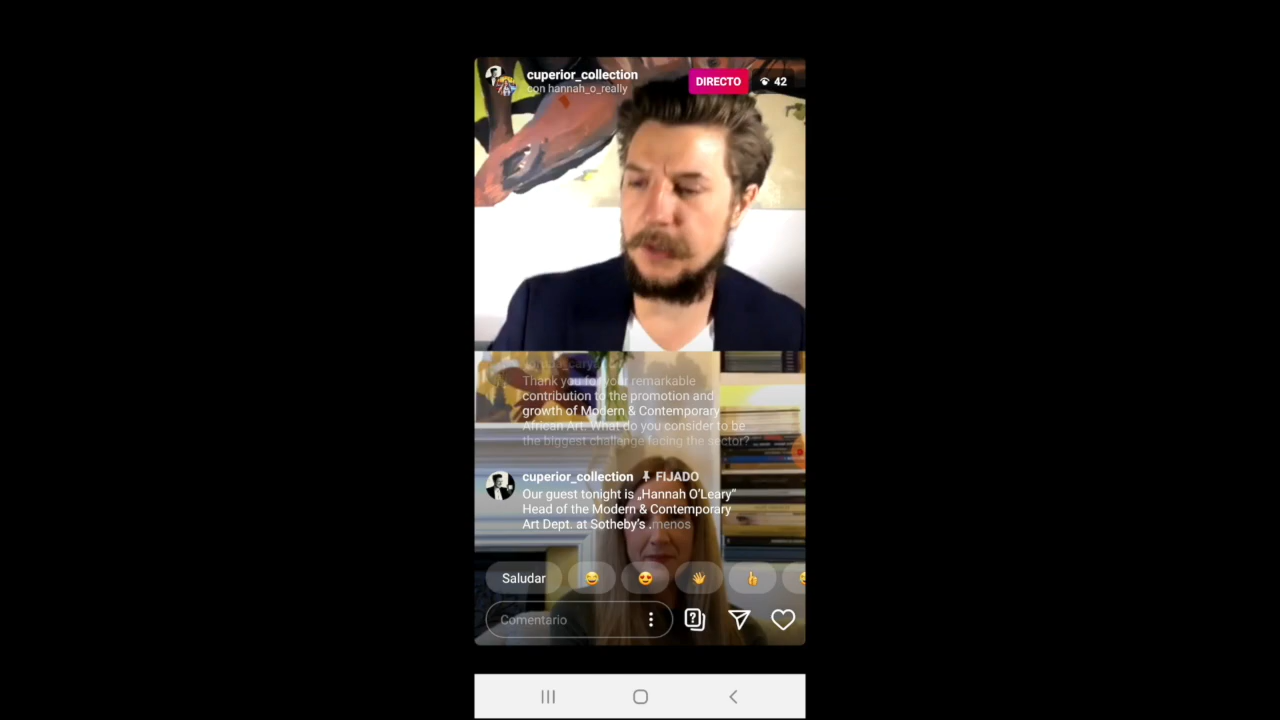 cuperior_collection
con hannah_o_really
DIRECTO
42
Thank you for your remarkable
contribution to the promotion and
growth of Modern & Contemporary
African Art. What do you consider to be
the biggest challenge facing the sector?
cuperior_collection FIJADO
Our guest tonight is „Hannah O'Leary“
Head of the Modern & Contemporary
Art Dept. at Sotheby's .menos
Saludar
Comentario